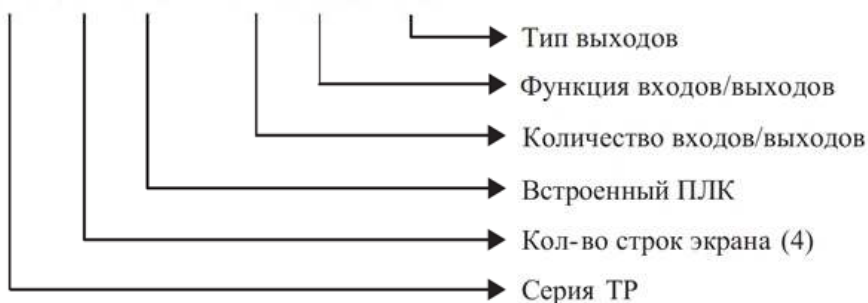 Тип выходов
Функция входов/выходов
Количество входов/выходов
Встроенный ПЛК
Кол-во строк экрана (4)
Серия TP